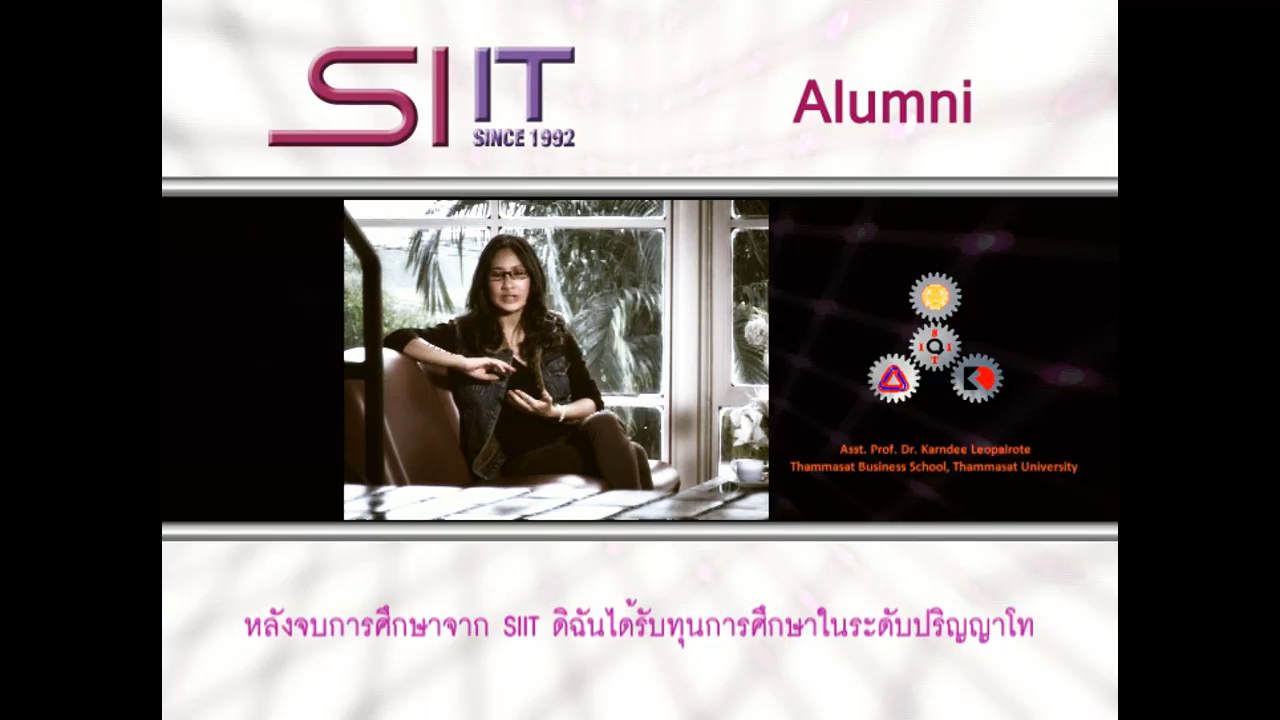 SIIT
SINCE 1992
Alumni
S
I Q I
T
Asst. Prof. Dr. Karndee Leopairote
Thammasat Business School, Thammasat University
หลังจบการศึกษาจาก SIIT ดิฉันได้รับทุนการศึกษาในระดับปริญญาโท